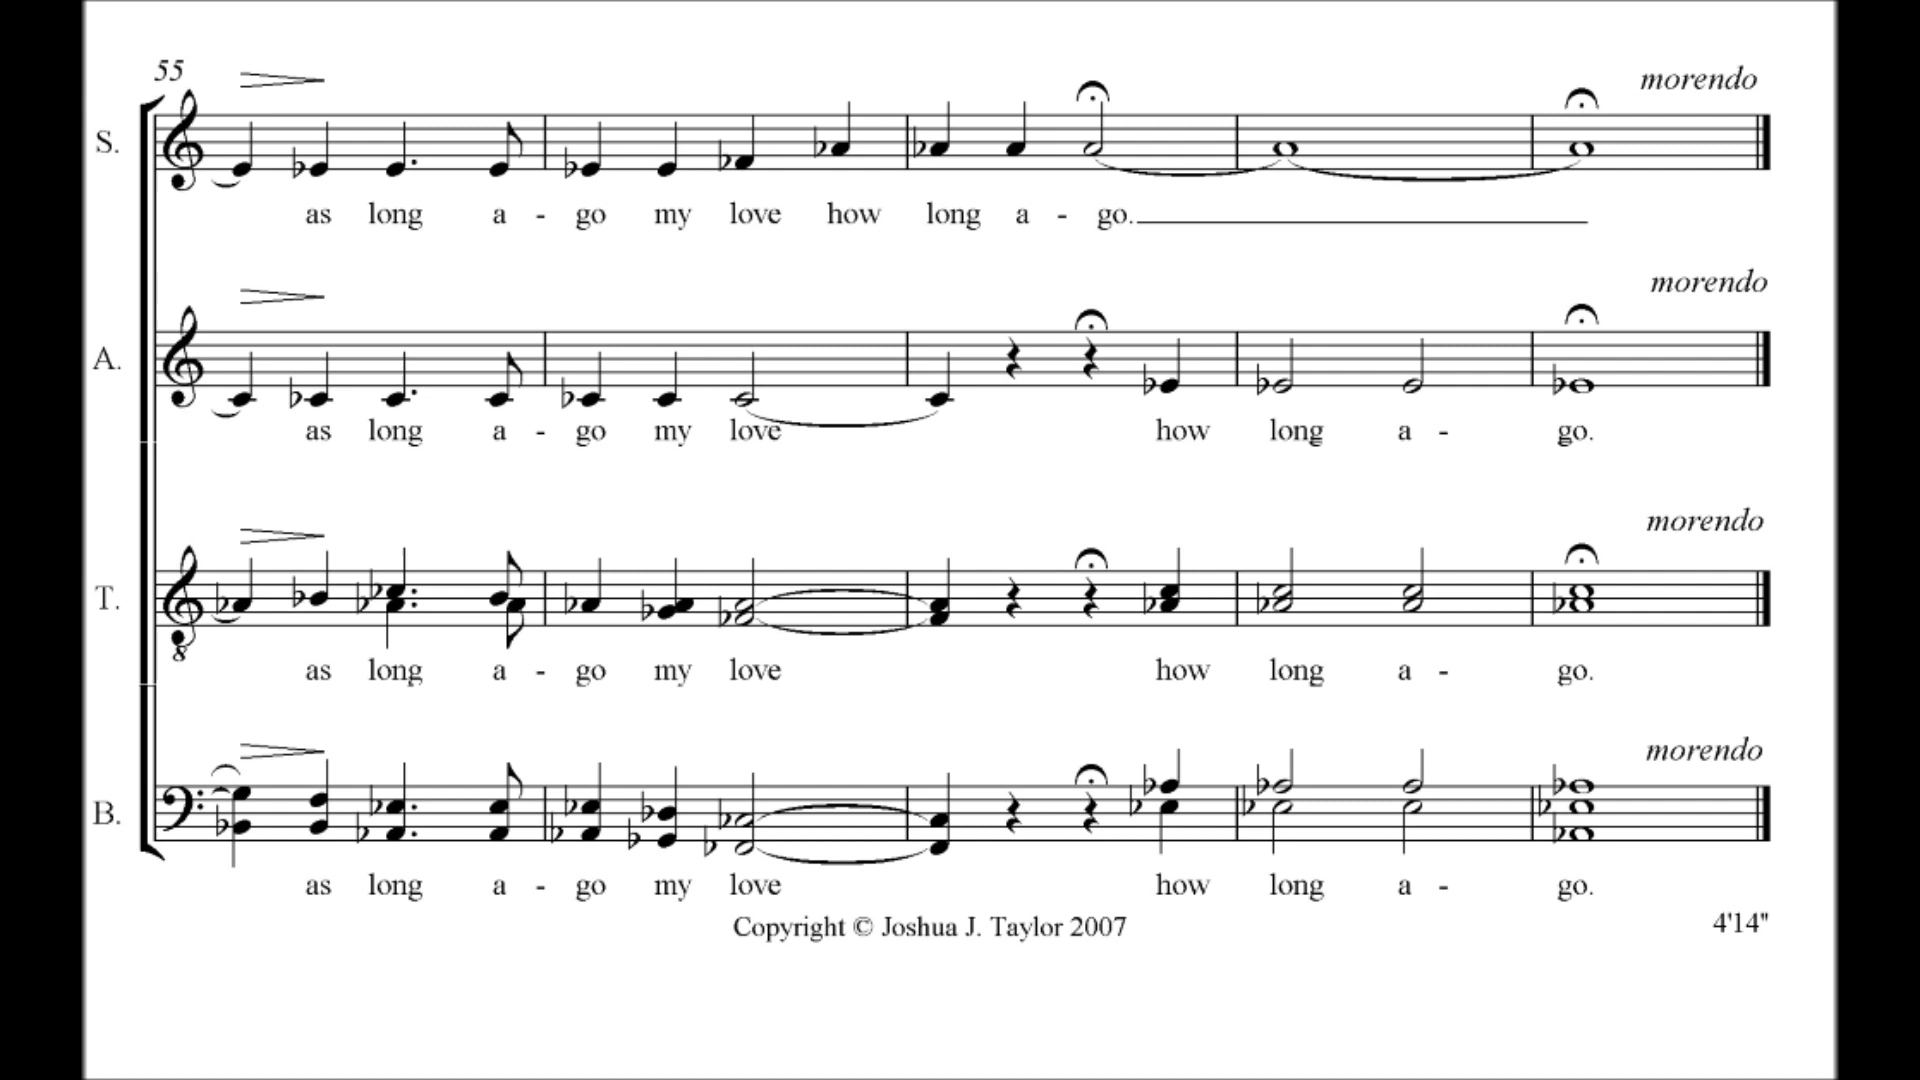 55
morendo
S.
as long a - go my love how long a - go.
morendo
A.
as long a - go my love how long a - go.
morendo
T.
8
as long a - go my love how long a - go.
morendo
B.
as long a - go my love how long a - go.
Copyright © Joshua J. Taylor 2007
4'14"